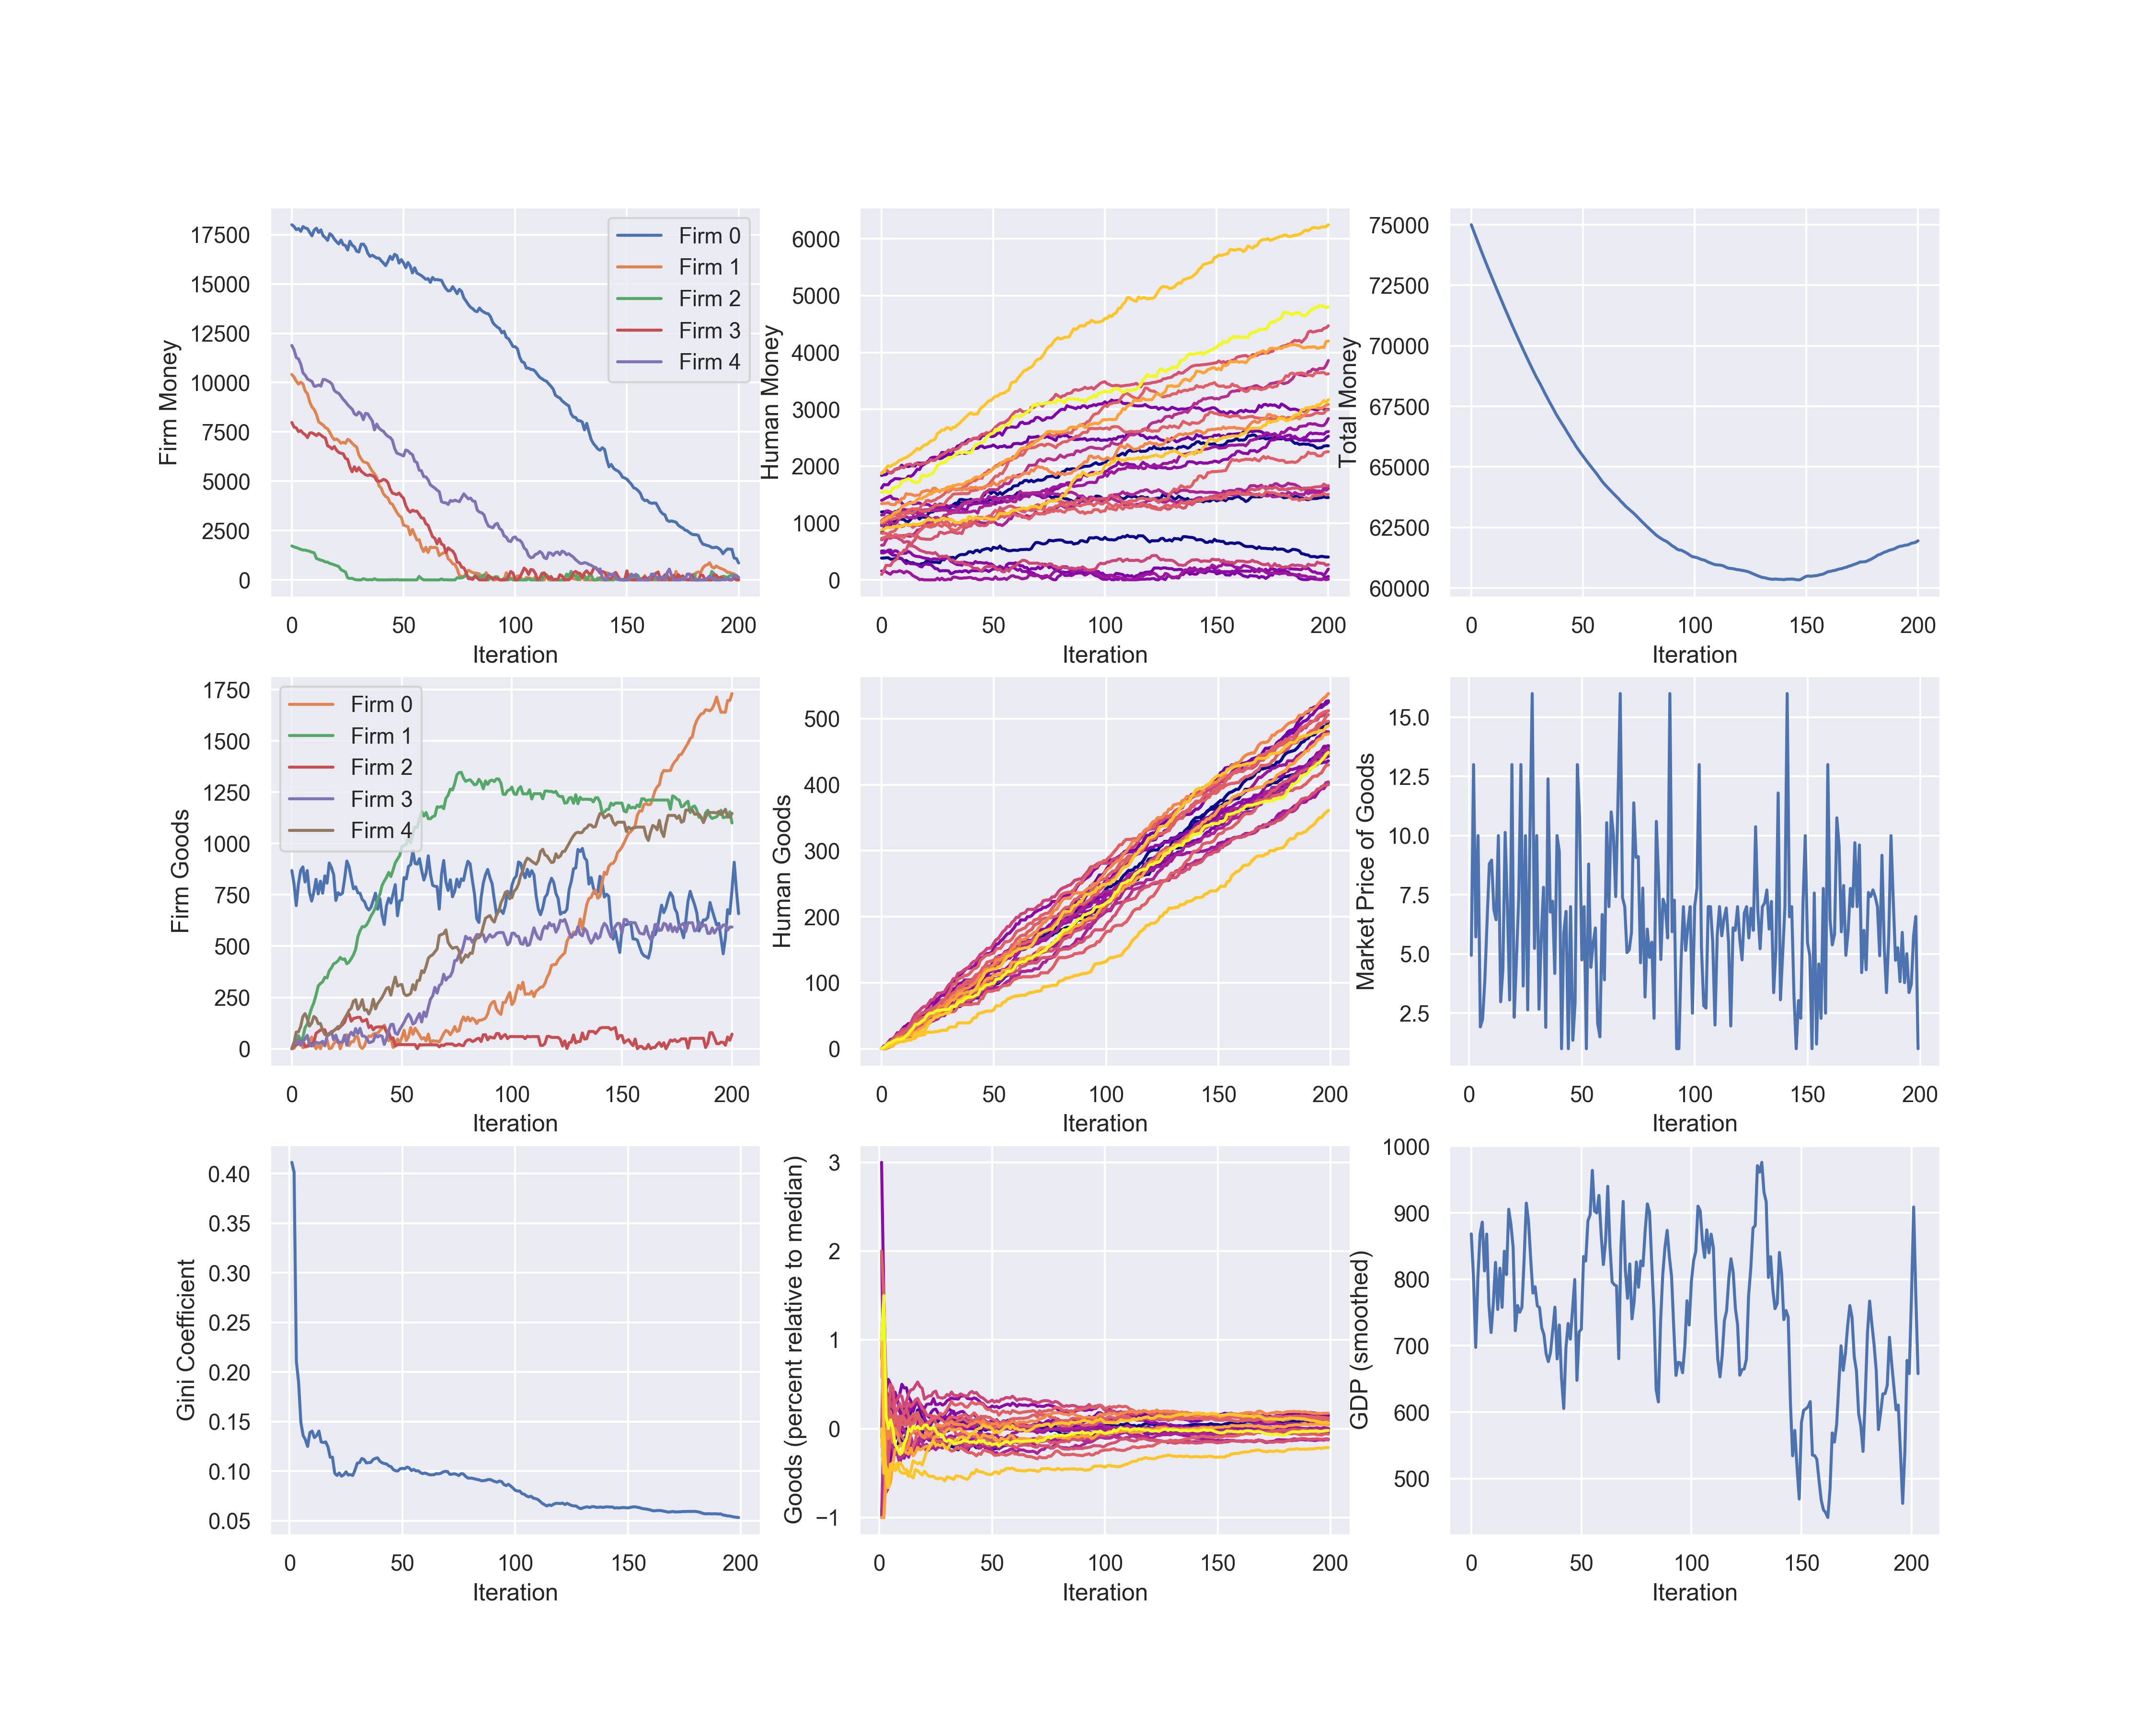 17500
15000
12500
10000
7500
5000
2500
0
Firm Money
Firm 0
Firm 1
Firm 2
Firm 3
Firm 4
0 50 100 150 200
Iteration
6000
5000
4000
3000
2000
1000
0
Human Money
0 50 100 150 200
Iteration
75000
72500
70000
67500
65000
62500
60000
Total Money
0 50 100 150 200
Iteration
1750
1500
1250
1000
750
500
250
0
Firm Goods
Firm 0
Firm 1
Firm 2
Firm 3
Firm 4
0 50 100 150 200
Iteration
500
400
300
200
100
0
Human Goods
0 50 100 150 200
Iteration
15.0
12.5
10.0
7.5
5.0
2.5
Market Price of Goods
0 50 100 150 200
Iteration
0.40
0.35
0.30
0.25
0.20
0.15
0.10
0.05
Gini Coefficient
0 50 100 150 200
Iteration
3
2
1
0
−1
Goods (percent relative to median)
0 50 100 150 200
Iteration
1000
900
800
700
600
500
GDP (smoothed)
0 50 100 150 200
Iteration